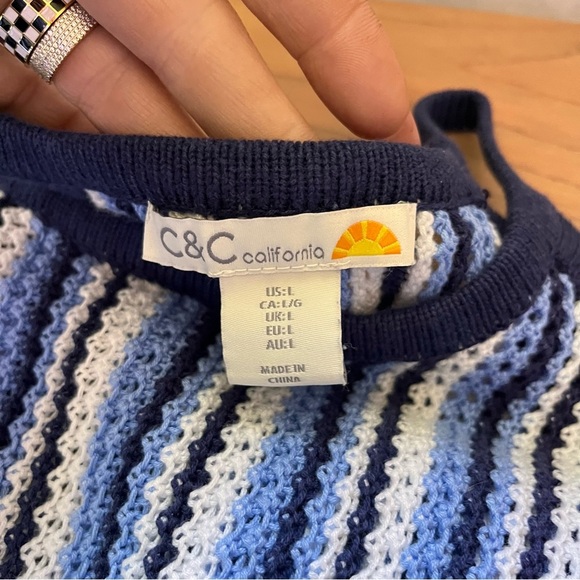 C&C california
US: L
CA: L/G
UK: L
EU: L
AU: L
MADE IN
CHINA